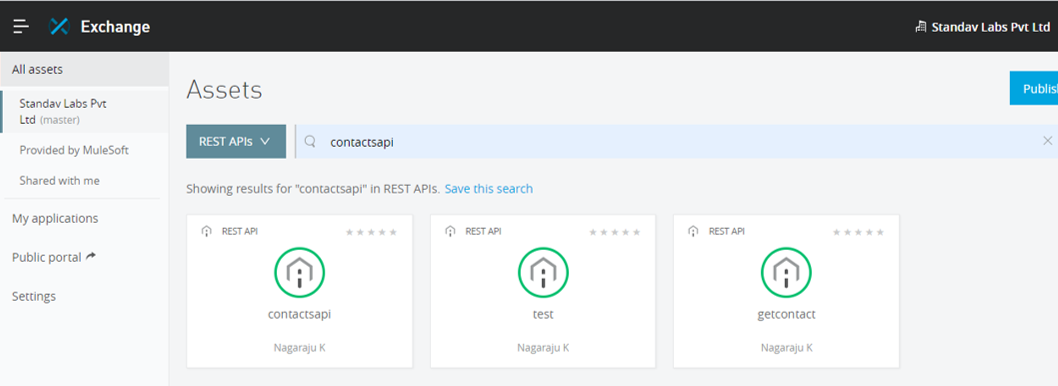 Exchange
Standav Labs Pvt Ltd
All assets
Standav Labs Pvt
Ltd (master)
Provided by MuleSoft
Shared with me
My applications
Public portal
Settings
Assets
Publish
REST APIs
contactsapi
Showing results for "contactsapi" in REST APIs. Save this search
REST API
contactsapi
Nagaraju K
REST API
test
Nagaraju K
REST API
getcontact
Nagaraju K